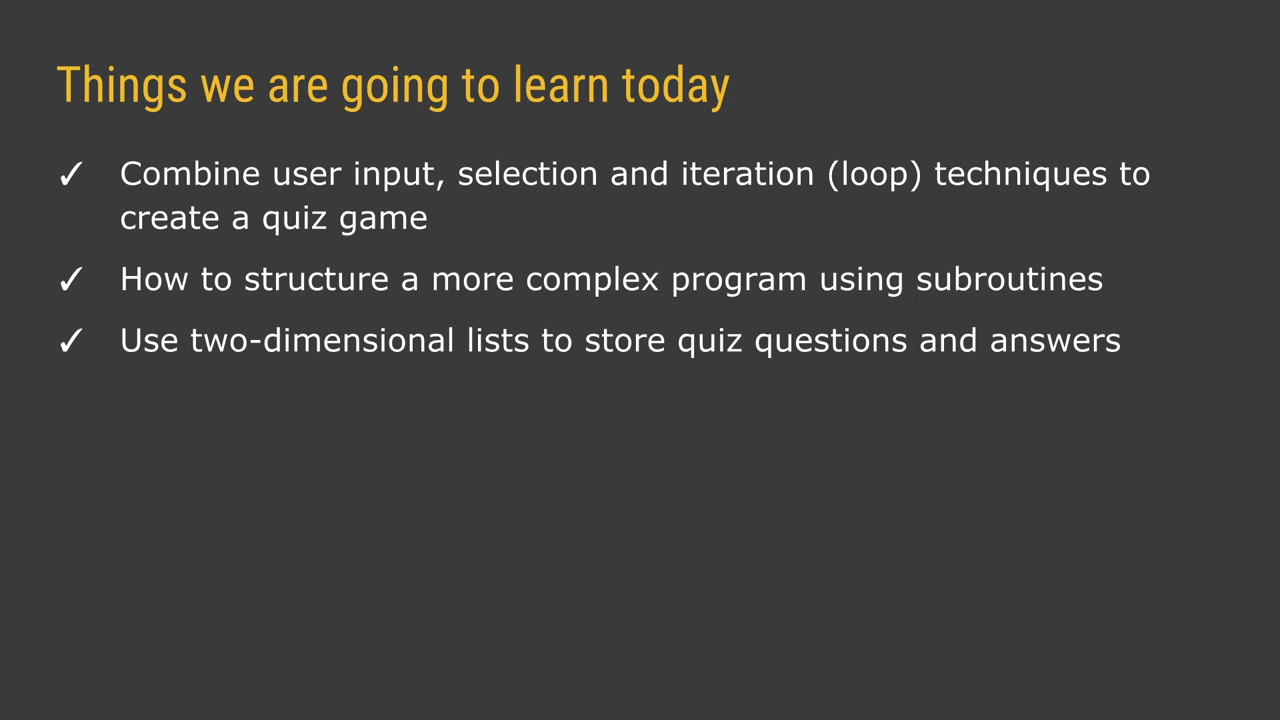 Things we are going to learn today
✓ Combine user input, selection and iteration (loop) techniques to
create a quiz game
✓ How to structure a more complex program using subroutines
✓ Use two-dimensional lists to store quiz questions and answers